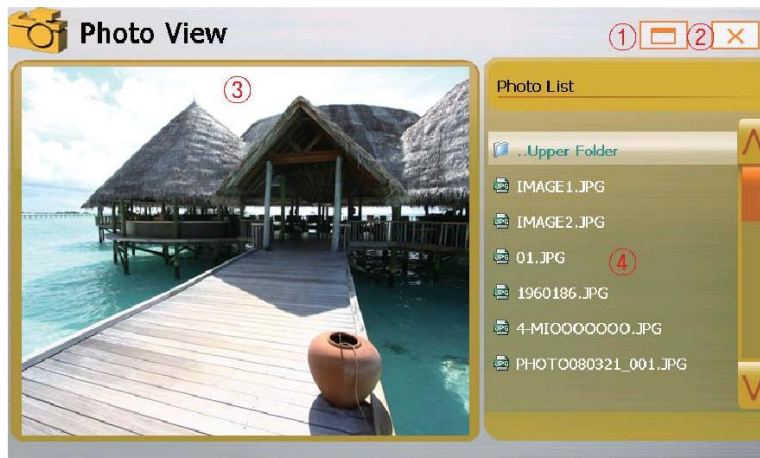 Photo View
① ②
③
Photo List
..Upper Folder
IMAGE1.JPG
IMAGE2.JPG
01.JPG
④
1960186.JPG
4-MIOOOOOOO.JPG
PHOTO080321_001.JPG